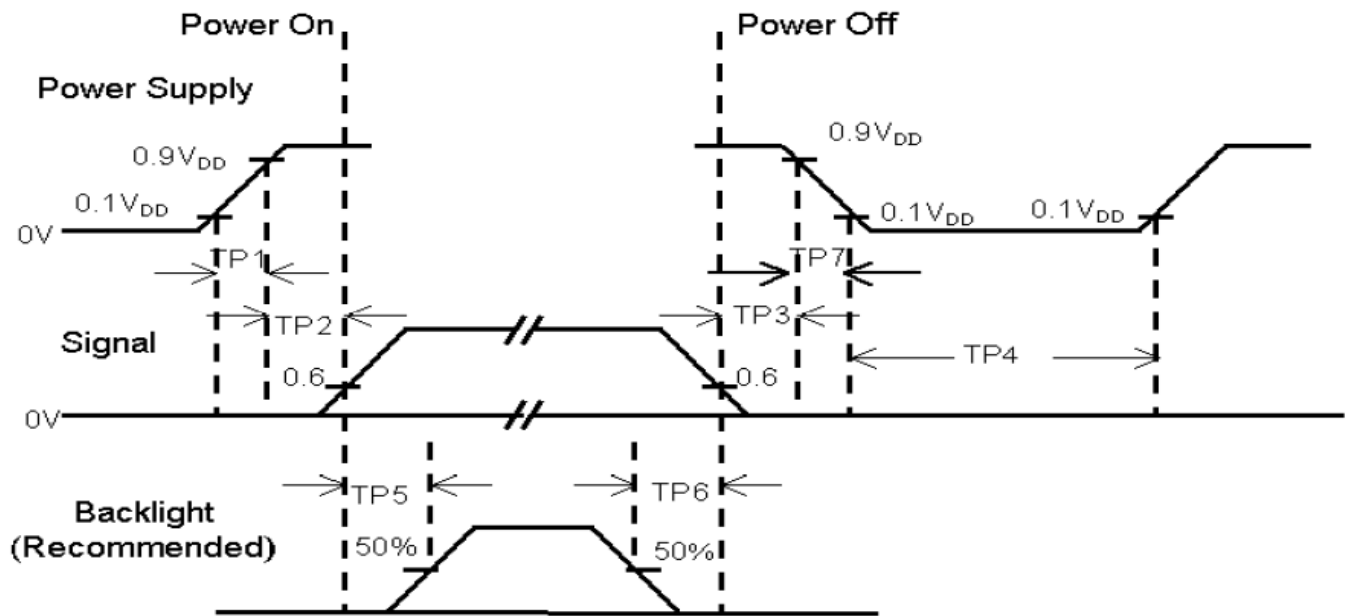 Power On
Power Off
Power Supply
0.9VDD
0.9VDD
0.1VDD
0.1VDD
0.1VDD
0V
TP1
TP7
TP2
TP3
Signal
TP4
0.6
0.6
0V
TP5
TP6
Backlight
(Recommended)
50%
50%